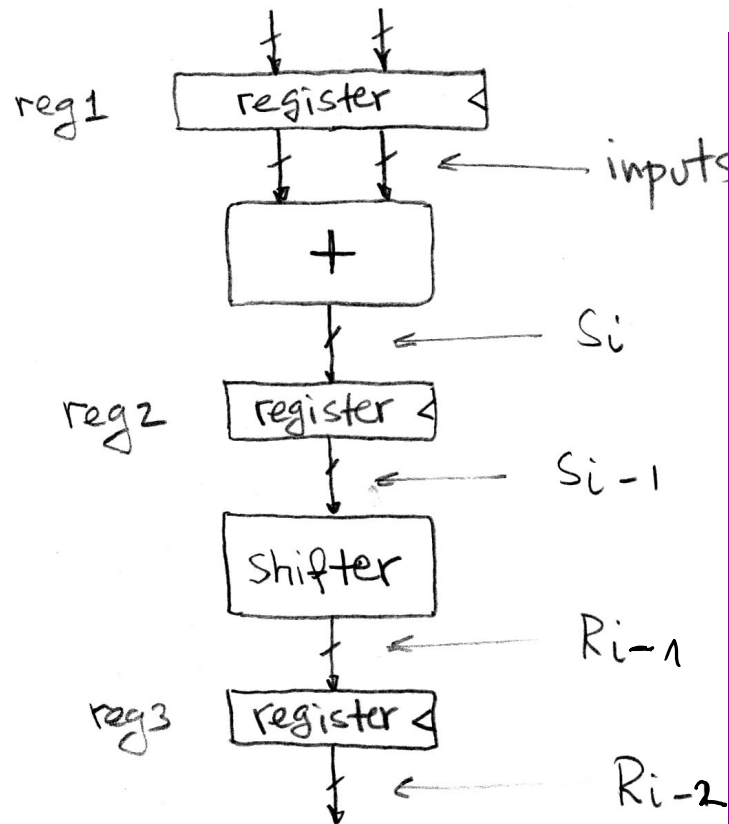 reg1
register
inputs
+
Si
reg2
register
Si-1
shifter
Ri-1
reg3
register
Ri-2